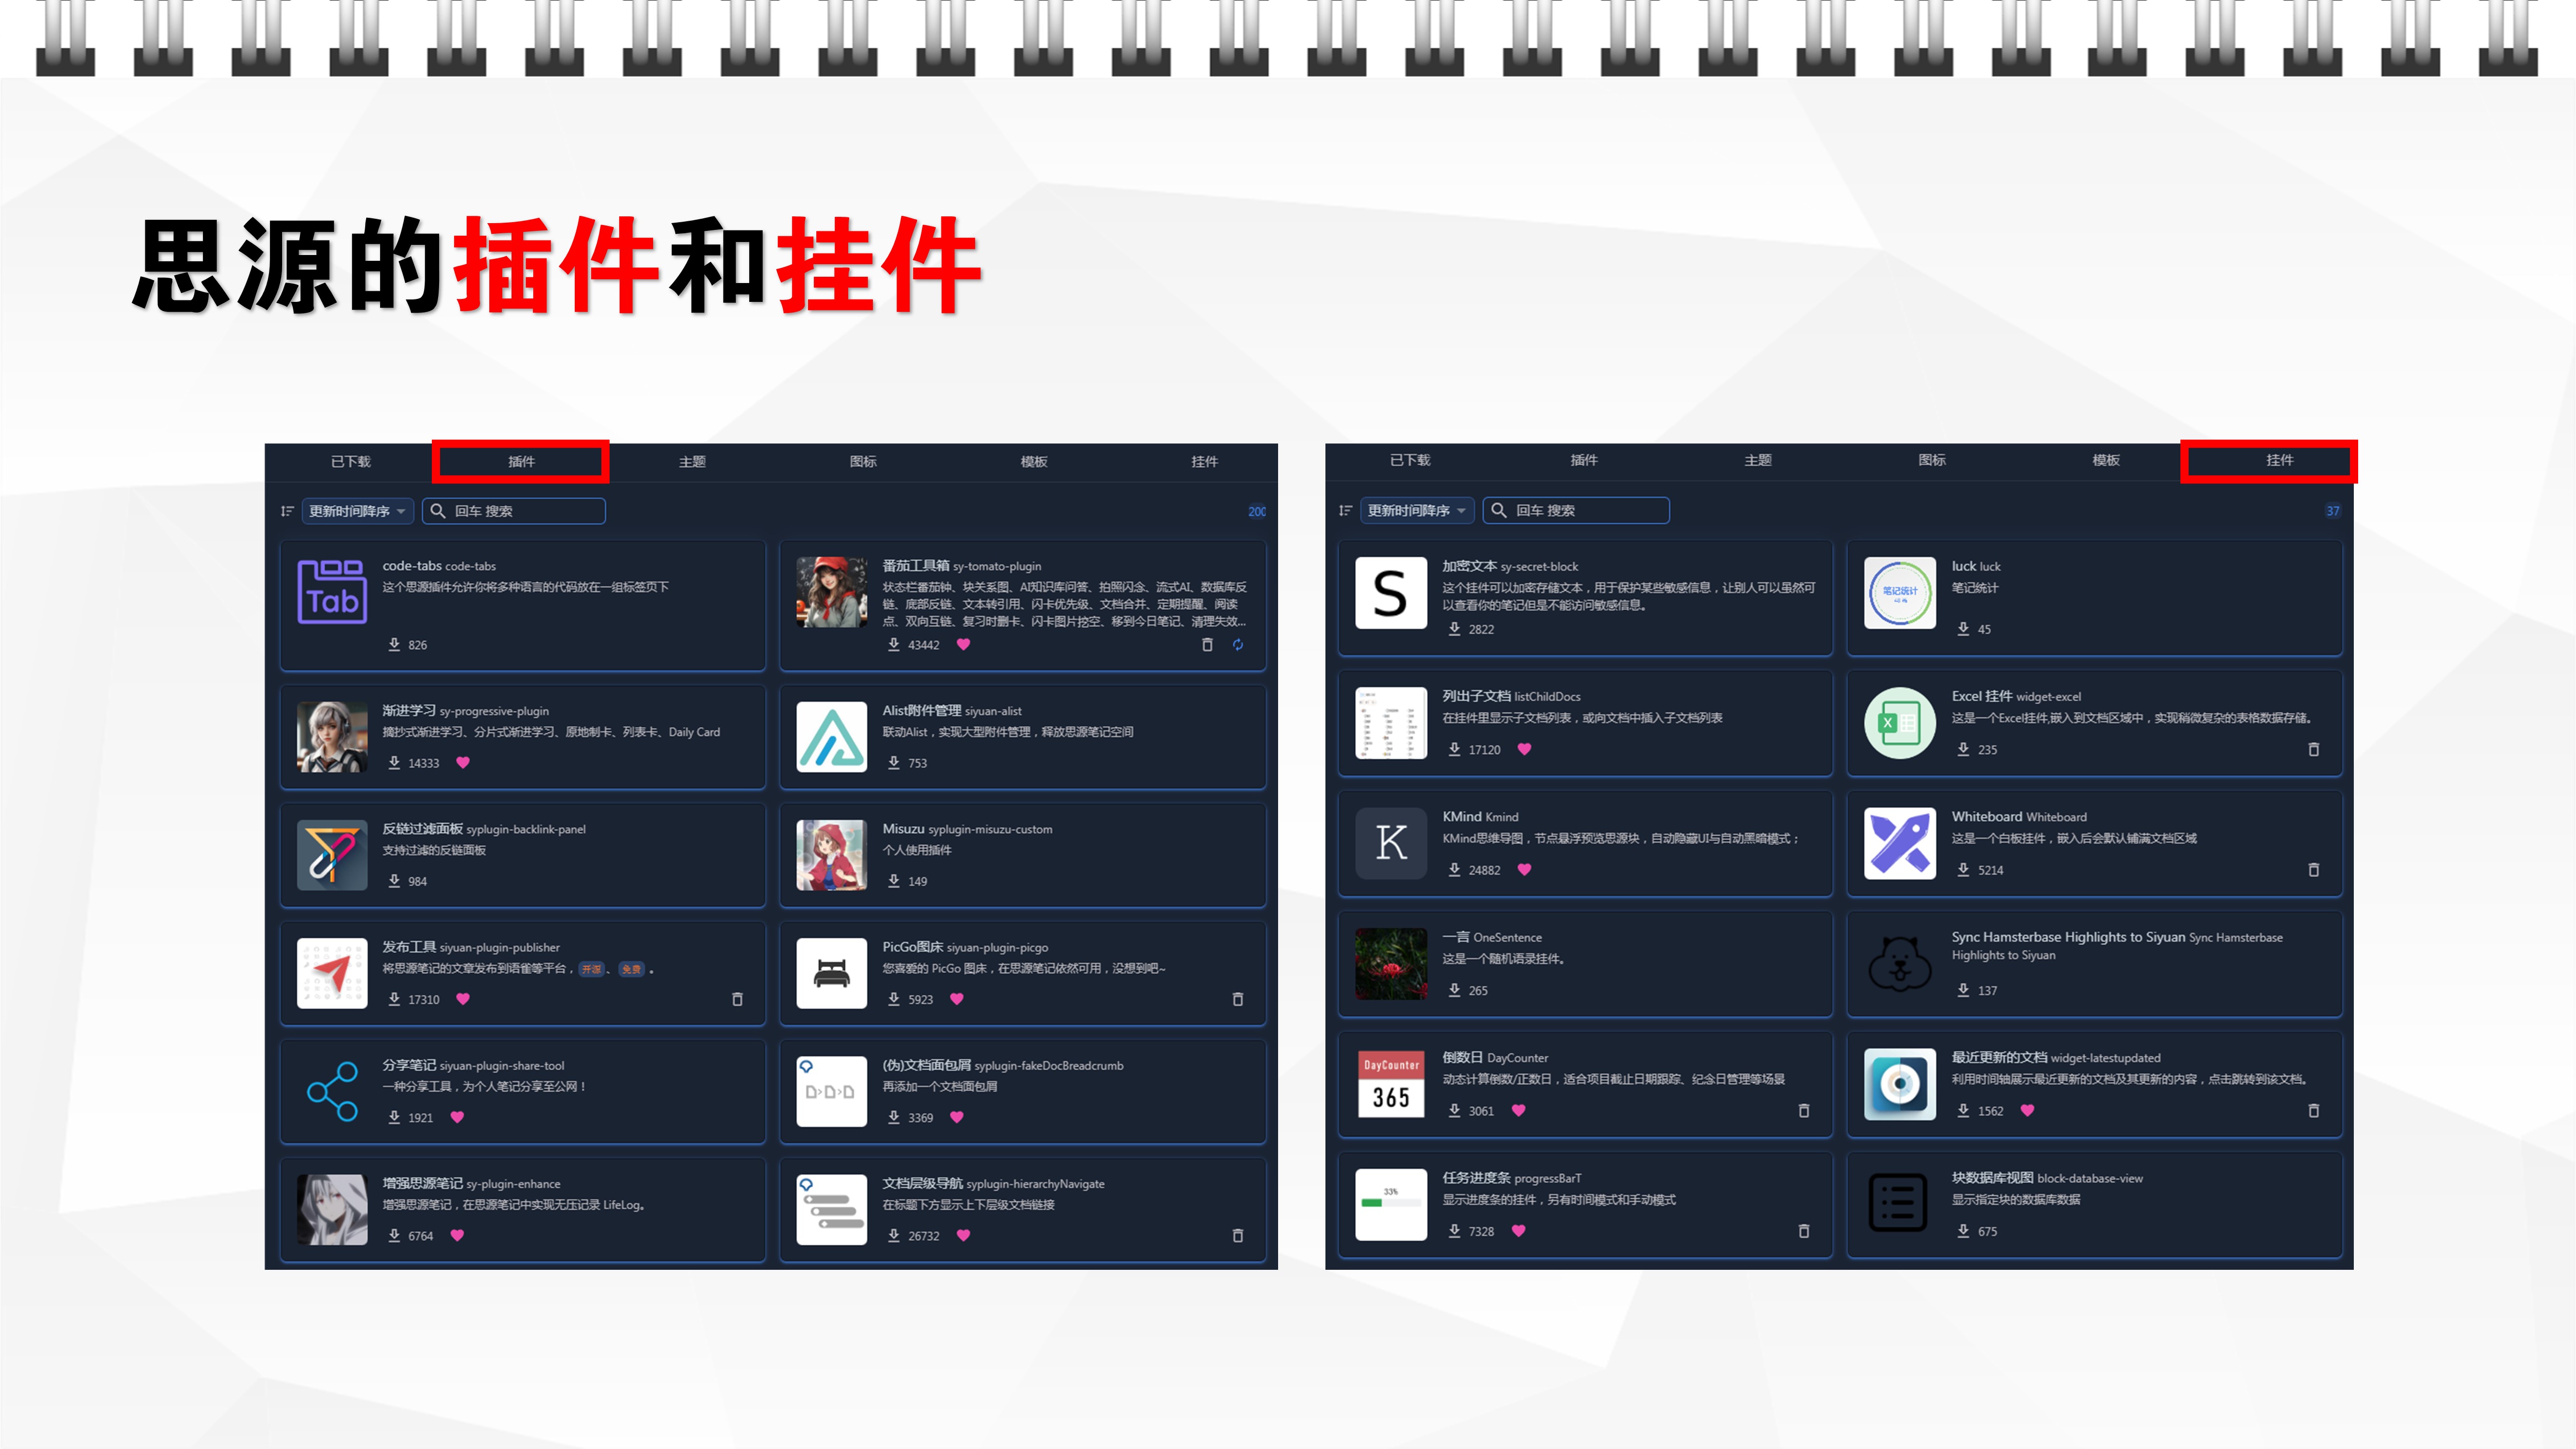 思源的插件和挂件
已下载 插件 主题 图标 模板 挂件
更新时间降序 回车 搜索 200
Tab
code-tabs code-tabs
这个思源插件允许你将多种语言的代码放在一组标签页下
826
番茄工具箱 sy-tomato-plugin
状态栏番茄钟、块关系图、AI知识库问答、拍照闪念、流式AI、数据库反
链、底部反链、文本转引用、闪卡优先级、文档合并、定期提醒、阅读
点、双向互链、复习时删卡、闪卡图片挖空、移到今日笔记、清理失效...
43442
渐进学习 sy-progressive-plugin
摘抄式渐进学习、分片式渐进学习、原地制卡、列表卡、Daily Card
14333
Alist附件管理 siyuan-alist
联动Alist，实现大型附件管理，释放思源笔记空间
753
反链过滤面板 syplugin-backlink-panel
支持过滤的反链面板
984
Misuzu syplugin-misuzu-custom
个人使用插件
149
发布工具 siyuan-plugin-publisher
将思源笔记的文章发布到语雀等平台，开源、免费。
17310
PicGo图床 siyuan-plugin-picgo
您喜爱的 PicGo 图床，在思源笔记依然可用，没想到吧~
5923
分享笔记 siyuan-plugin-share-tool
一种分享工具，为个人笔记分享至公网！
1921
D>D>D
(伪)文档面包屑 syplugin-fakeDocBreadcrumb
再添加一个文档面包屑
3369
增强思源笔记 sy-plugin-enhance
增强思源笔记，在思源笔记中实现无压记录 LifeLog。
6764
文档层级导航 syplugin-hierarchyNavigate
在标题下方显示上下层级文档链接
26732
已下载 插件 主题 图标 模板 挂件
更新时间降序 回车 搜索 37
S
加密文本 sy-secret-block
这个挂件可以加密存储文本，用于保护某些敏感信息，让别人可以虽然可
以查看你的笔记但是不能访问敏感信息。
2822
笔记统计
luck luck
笔记统计
45
列出子文档 listChildDocs
在挂件里显示子文档列表，或向文档中插入子文档列表
17120
X
Excel 挂件 widget-excel
这是一个Excel挂件,嵌入到文档区域中，实现稍微复杂的表格数据存储。
235
K
KMind Kmind
KMind思维导图，节点悬浮预览思源块，自动隐藏UI与自动黑暗模式；
24882
Whiteboard Whiteboard
这是一个白板挂件，嵌入后会默认铺满文档区域
5214
一言 OneSentence
这是一个随机语录挂件。
265
Sync Hamsterbase Highlights to Siyuan Sync Hamsterbase
Highlights to Siyuan
137
DayCounter
365
倒数日 DayCounter
动态计算倒数/正数日，适合项目截止日期跟踪、纪念日管理等场景
3061
最近更新的文档 widget-latestupdated
利用时间轴展示最近更新的文档及其更新的内容，点击跳转到该文档。
1562
33%
任务进度条 progressBarT
显示进度条的挂件，另有时间模式和手动模式
7328
块数据库视图 block-database-view
显示指定块的数据库数据
675